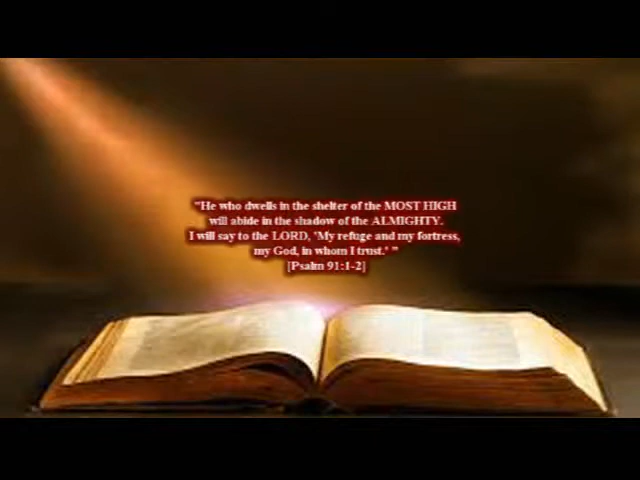 "He who dwells in the shelter of the MOST HIGH
will abide in the shadow of the ALMIGHTY.
I will say to the LORD, 'My refuge and my fortress,
my God, in whom I trust.' "
[Psalm 91:1-2]